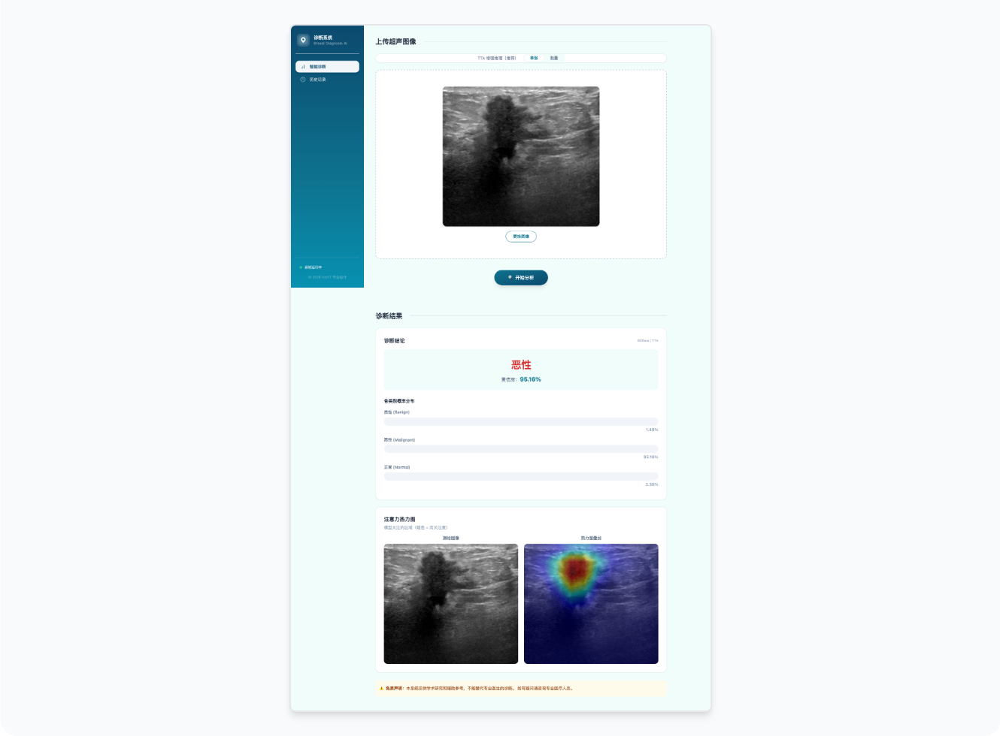 诊断系统
Breast Diagnosis AI
智能诊断
历史记录
系统运行中
上传超声图像
TTA 增强推理（推荐）
单张
批量
更换图像
开始分析
诊断结果
诊断结论
恶性
置信度：95.16%
各类别概率分布
良性 (Benign)
1.48%
恶性 (Malignant)
95.16%
正常 (Normal)
3.36%
注意力热力图
模型关注的区域（暖色 = 高关注度）
原始图像
热力图叠加
免责声明：本系统仅供学术研究和辅助参考，不能替代专业医生的诊断。如有疑问请咨询专业医疗人员。